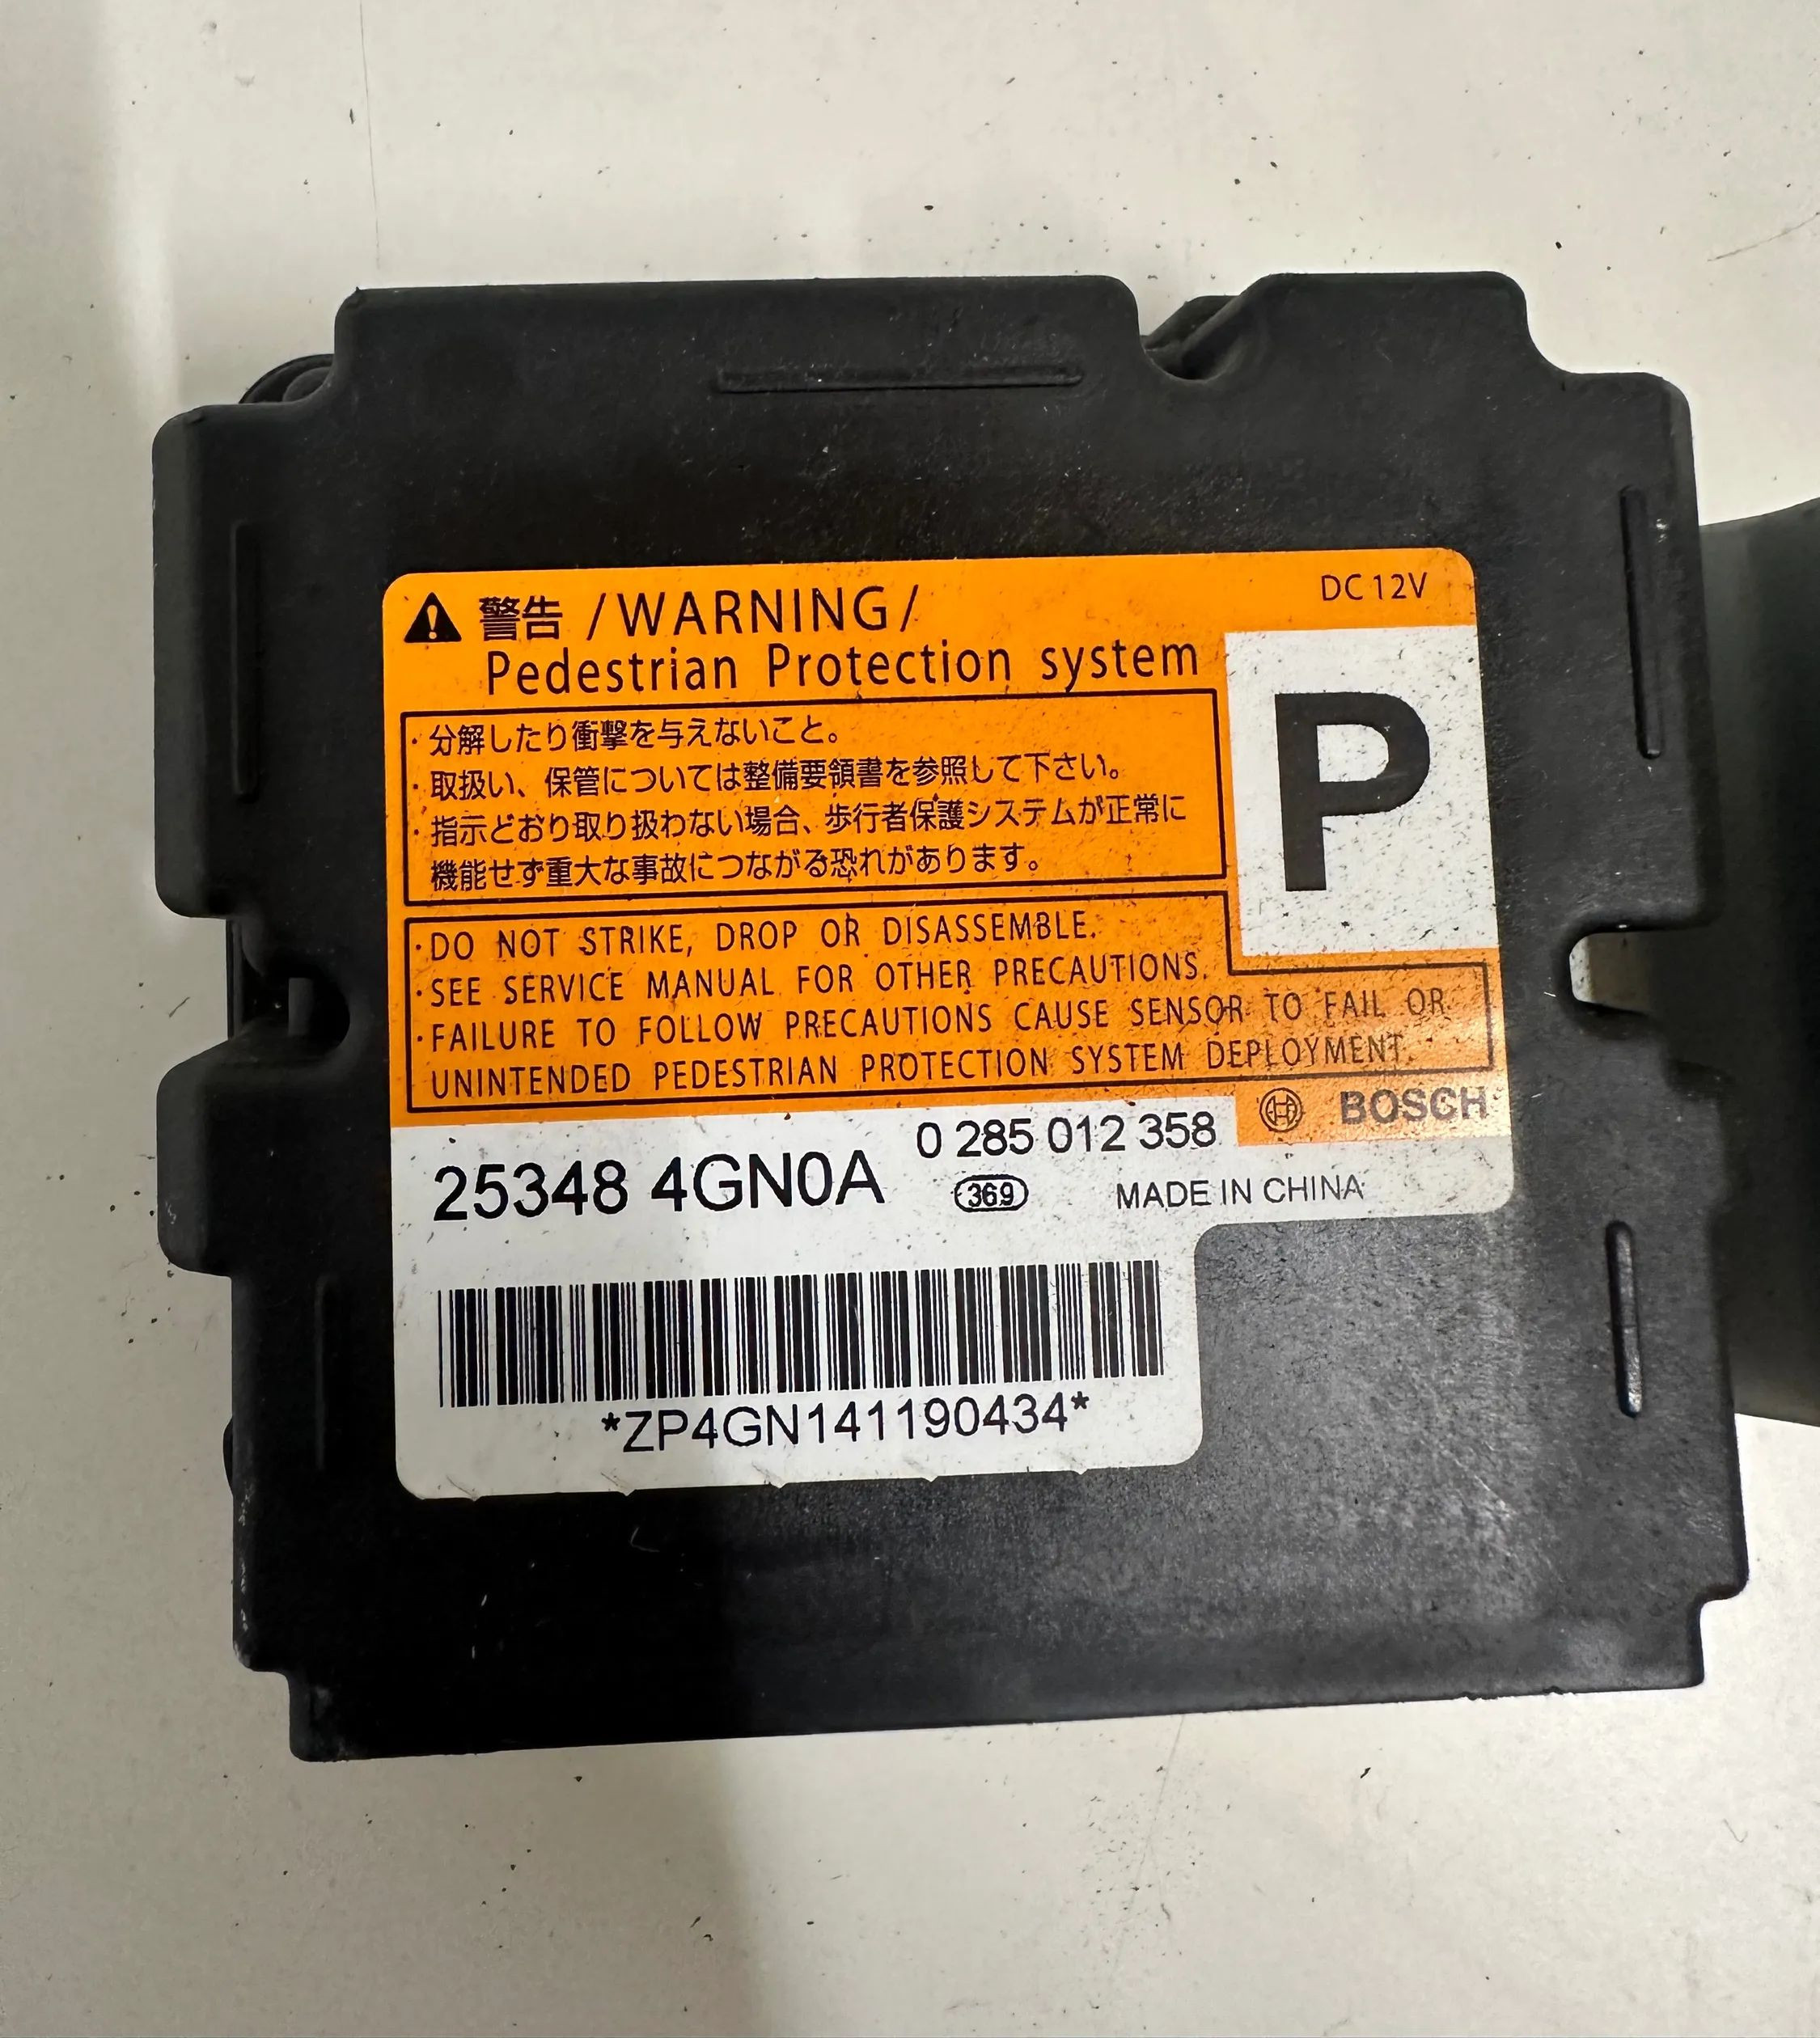 警告 /WARNING/
DC 12V
Pedestrian Protection system
P
・分解したり衝撃を与えないこと。
・取扱い、保管については整備要領書を参照して下さい。
・指示どおり取り扱わない場合、歩行者保護システムが正常に
機能せず重大な事故につながる恐れがあります。
・DO NOT STRIKE, DROP OR DISASSEMBLE.
・SEE SERVICE MANUAL FOR OTHER PRECAUTIONS.
・FAILURE TO FOLLOW PRECAUTIONS CAUSE SENSOR TO FAIL OR
UNINTENDED PEDESTRIAN PROTECTION SYSTEM DEPLOYMENT.
BOSCH
0 285 012 358
25348 4GN0A
369
MADE IN CHINA
*ZP4GN141190434*